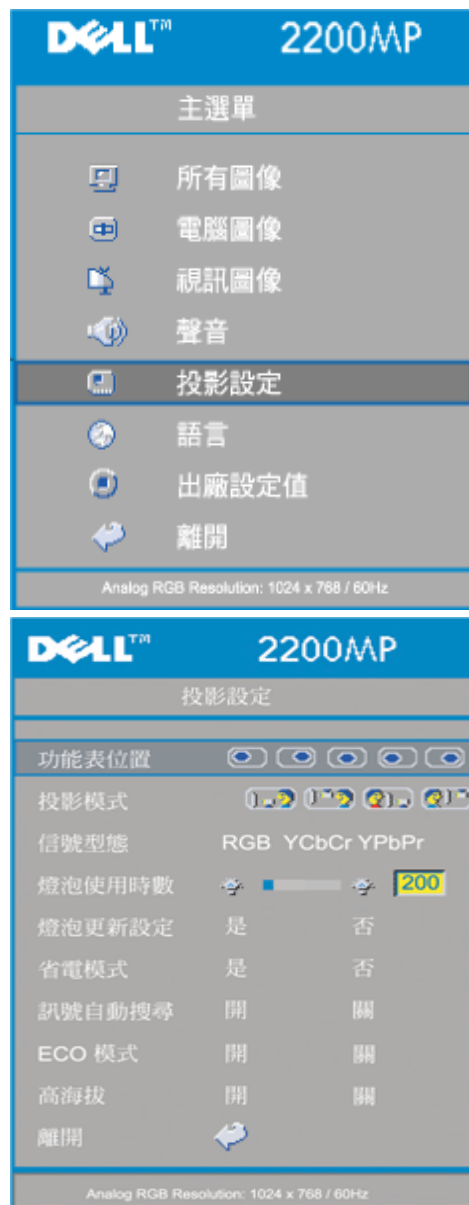 DELL™ 2200MP
主選單
所有圖像
電腦圖像
視訊圖像
聲音
投影設定
語言
出廠設定值
離開
Analog RGB Resolution: 1024 x 768 / 60Hz
DELL™ 2200MP
投影設定
功能表位置
投影模式
信號型態 RGB YCbCr YPbPr
燈泡使用時數 200
燈泡更新設定 是 否
省電模式 是 否
訊號自動搜尋 開 關
ECO 模式 開 關
高海拔 開 關
離開
Analog RGB Resolution: 1024 x 768 / 60Hz